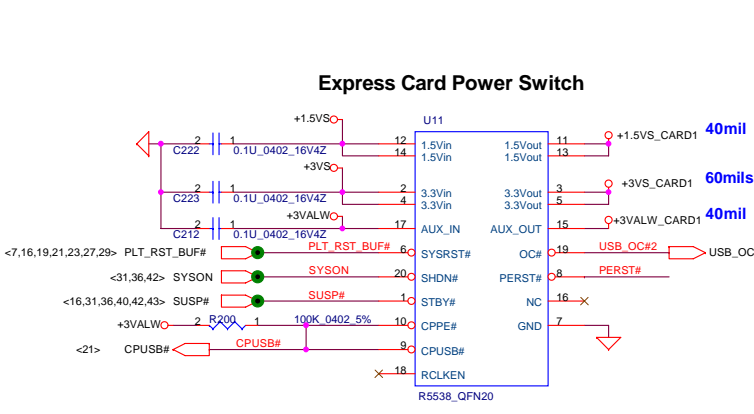 Express Card Power Switch
U11
+1.5VS
40mil
+1.5VS_CARD1
2 1 12 1.5Vin 1.5Vout 11
C222 0.1U_0402_16V4Z 14 1.5Vin 1.5Vout 13
+3VS
60mils
+3VS_CARD1
2 1 2 3.3Vin 3.3Vout 3
C223 0.1U_0402_16V4Z 4 3.3Vin 3.3Vout 5
+3VALW
40mil
+3VALW_CARD1
2 1 17 AUX_IN AUX_OUT 15
C212 0.1U_0402_16V4Z
<7,16,19,21,23,27,29> PLT_RST_BUF# PLT_RST_BUF# 6 SYSRST# OC# 19 USB_OC#2 USB_OC
<31,36,42> SYSON SYSON 20 SHDN# PERST# 8 PERST#
<16,31,36,40,42,43> SUSP# SUSP# 1 STBY# NC 16
+3VALW 2 R200 1 100K_0402_5% 10 CPPE# GND 7
<21> CPUSB# CPUSB# 9 CPUSB#
18 RCLKEN
R5538_QFN20